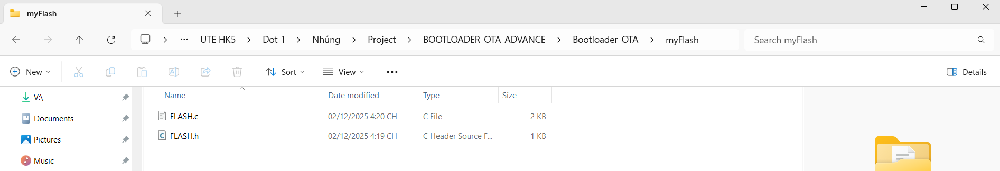 myFlash
UTE HK5 > Dot_1 > Nhúng > Project > BOOTLOADER_OTA_ADVANCE > Bootloader_OTA > myFlash
Search myFlash
New
Sort
View
Details
Name Date modified Type Size
V:\
Documents
Pictures
Music
FLASH.c 02/12/2025 4:20 CH C File 2 KB
FLASH.h 02/12/2025 4:19 CH C Header Source F... 1 KB